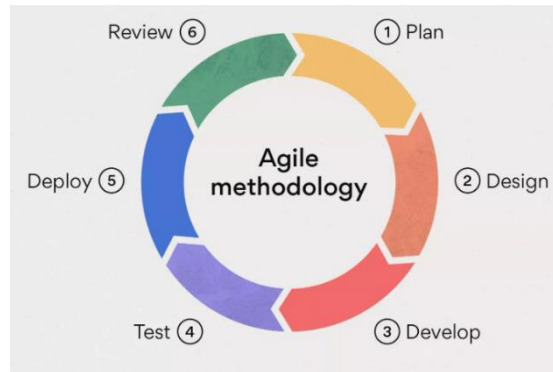 Agile
methodology
① Plan
② Design
③ Develop
Test ④
Deploy ⑤
Review ⑥